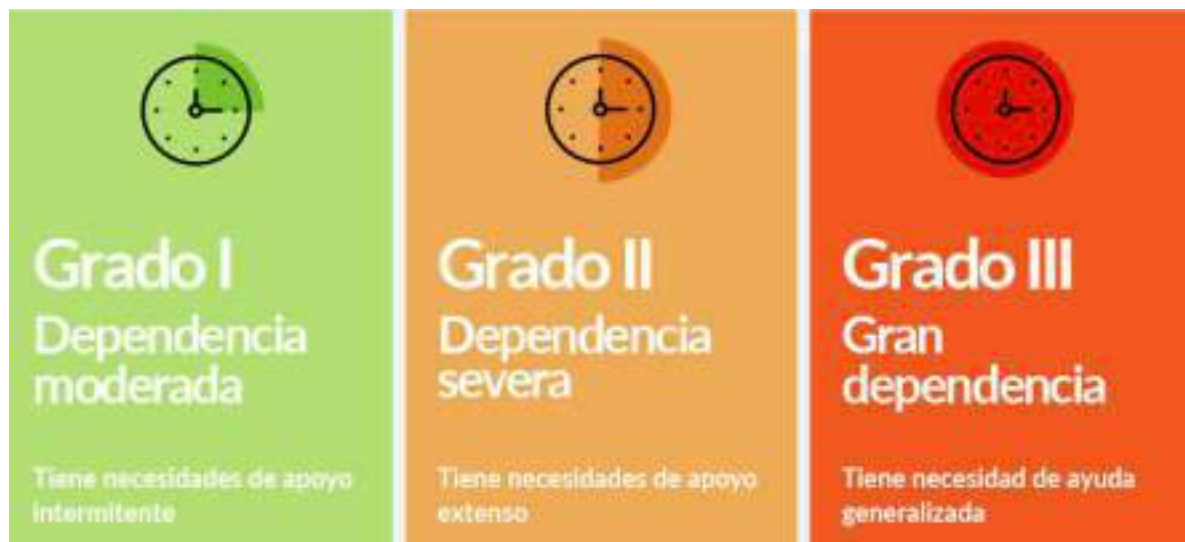 Grado I
Dependencia
moderada
Tiene necesidades de apoyo
intermitente
Grado II
Dependencia
severa
Tiene necesidades de apoyo
extenso
Grado III
Gran
dependencia
Tiene necesidad de ayuda
generalizada